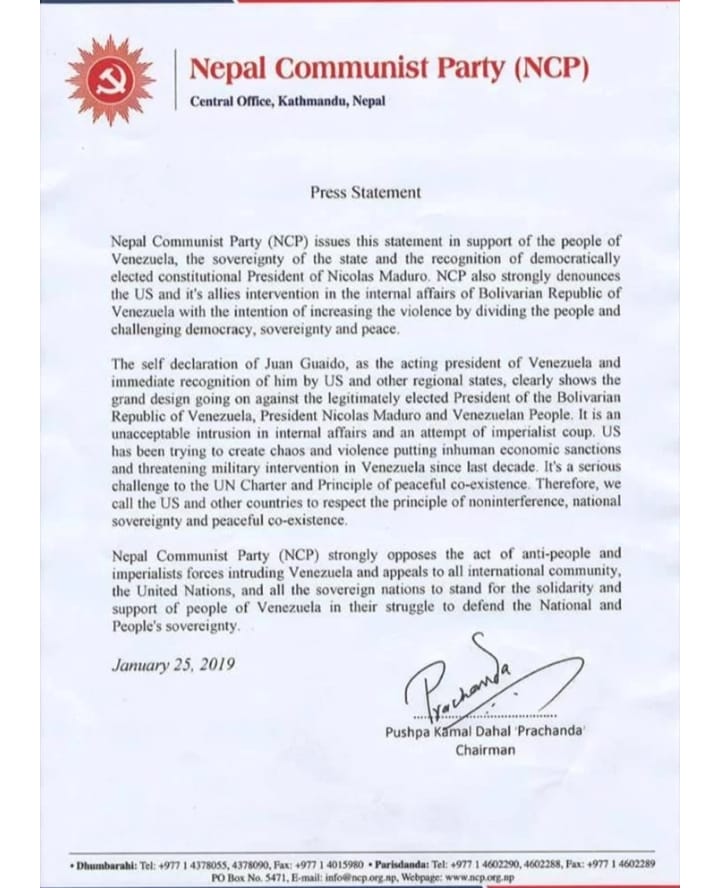 Nepal Communist Party (NCP)
Central Office, Kathmandu, Nepal
Press Statement
Nepal Communist Party (NCP) issues this statement in support of the people of
Venezuela, the sovereignty of the state and the recognition of democratically
elected constitutional President of Nicolas Maduro. NCP also strongly denounces
the US and it's allies intervention in the internal affairs of Bolivarian Republic of
Venezuela with the intention of increasing the violence by dividing the people and
challenging democracy, sovereignty and peace.
The self declaration of Juan Guaido, as the acting president of Venezuela and
immediate recognition of him by US and other regional states, clearly shows the
grand design going on against the legitimately elected President of the Bolivarian
Republic of Venezuela, President Nicolas Maduro and Venezuelan People. It is an
unacceptable intrusion in internal affairs and an attempt of imperialist coup. US
has been trying to create chaos and violence putting inhuman economic sanctions
and threatening military intervention in Venezuela since last decade. It's a serious
challenge to the UN Charter and Principle of peaceful co-existence. Therefore, we
call the US and other countries to respect the principle of noninterference, national
sovereignty and peaceful co-existence.
Nepal Communist Party (NCP) strongly opposes the act of anti-people and
imperialists forces intruding Venezuela and appeals to all international community,
the United Nations, and all the sovereign nations to stand for the solidarity and
support of people of Venezuela in their struggle to defend the National and
People's sovereignty.
January 25, 2019
Prachanda
Pushpa Kamal Dahal 'Prachanda'
Chairman
• Dhumbarahi: Tel: +977 1 4378055, 4378090, Fax: +977 1 4015980 • Parisdanda: Tel: +977 1 4602290, 4602288, Fax: +977 1 4602289
PO Box No. 5471, E-mail: info@ncp.org.np, Webpage: www.ncp.org.np